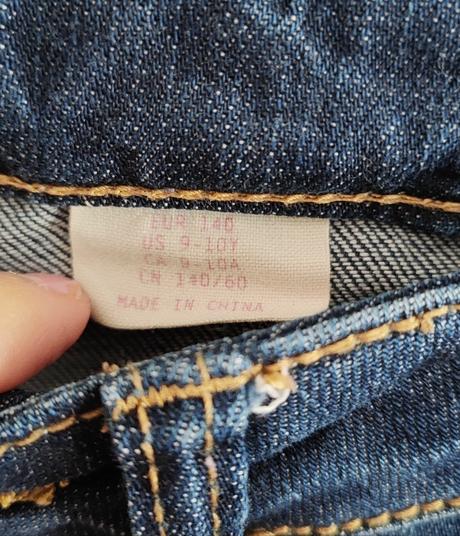 EUR 140
US 9-10Y
CA 9-10A
CN 140/60
MADE IN CHINA